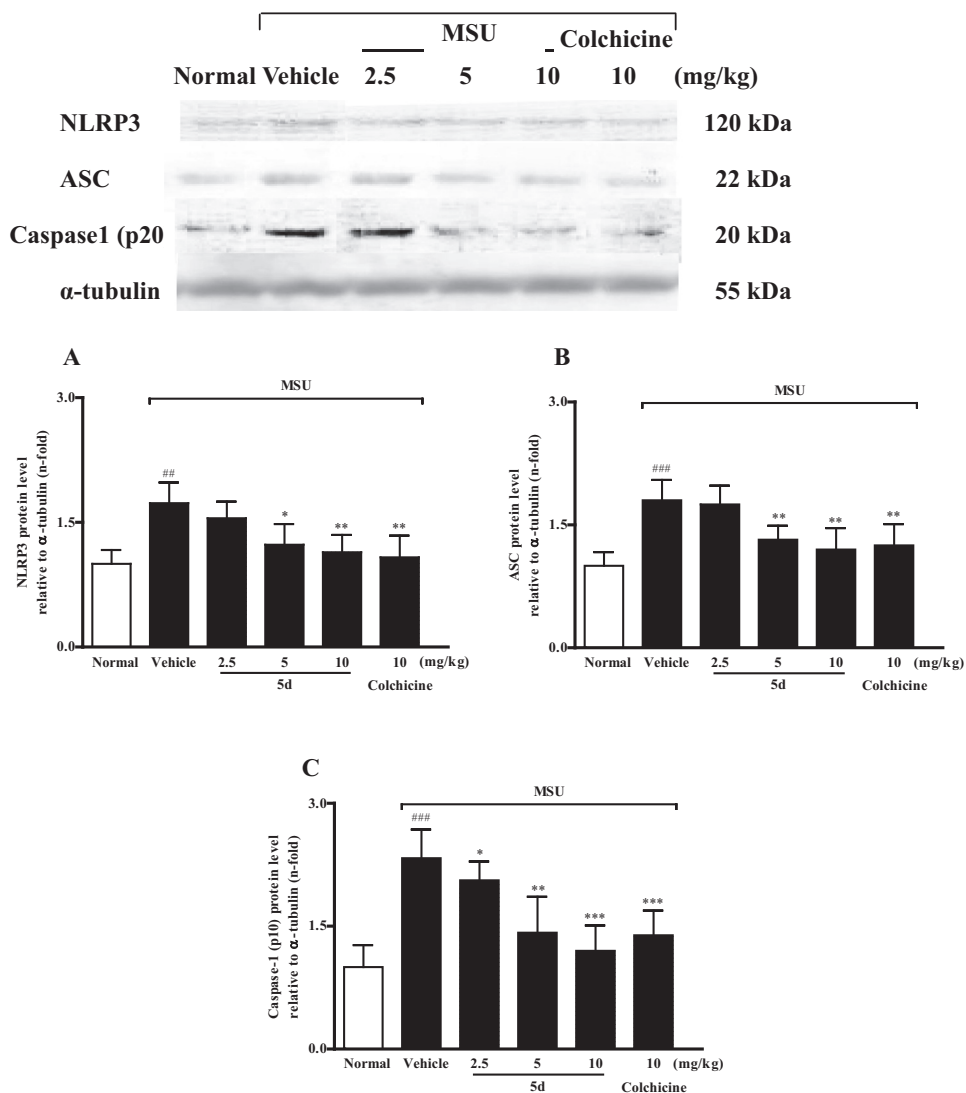 MSU Colchicine
Normal Vehicle 2.5 5 10 10 (mg/kg)
NLRP3 120 kDa
ASC 22 kDa
Caspase1 (p20 20 kDa
α-tubulin 55 kDa
A
MSU
NLRP3 protein level
relative to α-tubulin (n-fold)
3.0
1.5
0.0
##
*
**
**
Normal Vehicle 2.5 5 10 10 (mg/kg)
5d Colchicine
B
MSU
ASC protein level
relative to α-tubulin (n-fold)
3.0
1.5
0.0
###
**
**
**
Normal Vehicle 2.5 5 10 10 (mg/kg)
5d Colchicine
C
MSU
Caspase-1 (p10) protein level
relative to α-tubulin (n-fold)
3.0
1.5
0.0
###
*
**
***
***
Normal Vehicle 2.5 5 10 10 (mg/kg)
5d Colchicine